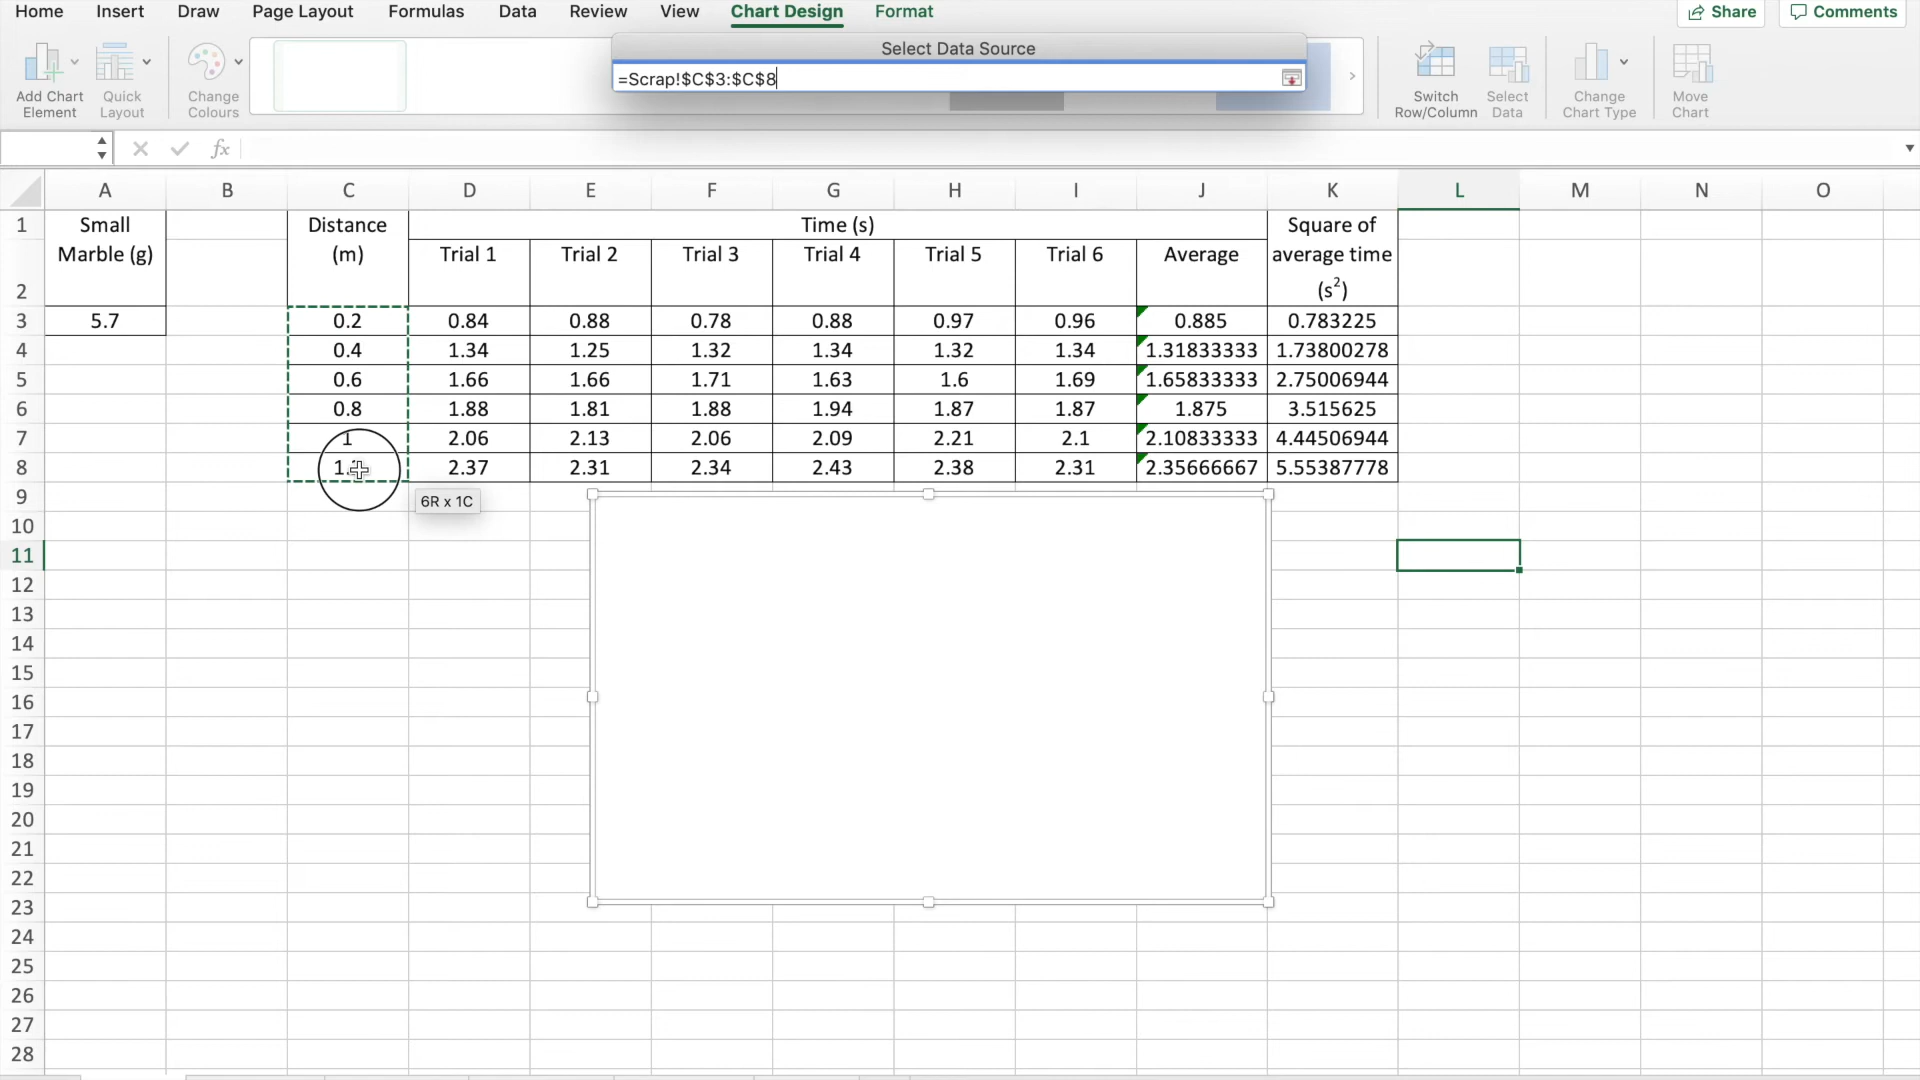 Home Insert Draw Page Layout Formulas Data Review View Chart Design Format Share Comments
Select Data Source
=Scrap!$C$3:$C$8
Add Chart Element Quick Layout Change Colours Switch Row/Column Select Data Change Chart Type Move Chart
fx
A B C D E F G H I J K L M N O
1 Small Distance Time (s) Square of
Marble (g) (m) Trial 1 Trial 2 Trial 3 Trial 4 Trial 5 Trial 6 Average average time
2 (s²)
3 5.7 0.2 0.84 0.88 0.78 0.88 0.97 0.96 0.885 0.783225
4 0.4 1.34 1.25 1.32 1.34 1.32 1.34 1.31833333 1.73800278
5 0.6 1.66 1.66 1.71 1.63 1.6 1.69 1.65833333 2.75006944
6 0.8 1.88 1.81 1.88 1.94 1.87 1.87 1.875 3.515625
7 1 2.06 2.13 2.06 2.09 2.21 2.1 2.10833333 4.44506944
8 2.37 2.31 2.34 2.43 2.38 2.31 2.35666667 5.55387778
9 6R x 1C
10
11
12
13
14
15
16
17
18
19
20
21
22
23
24
25
26
27
28